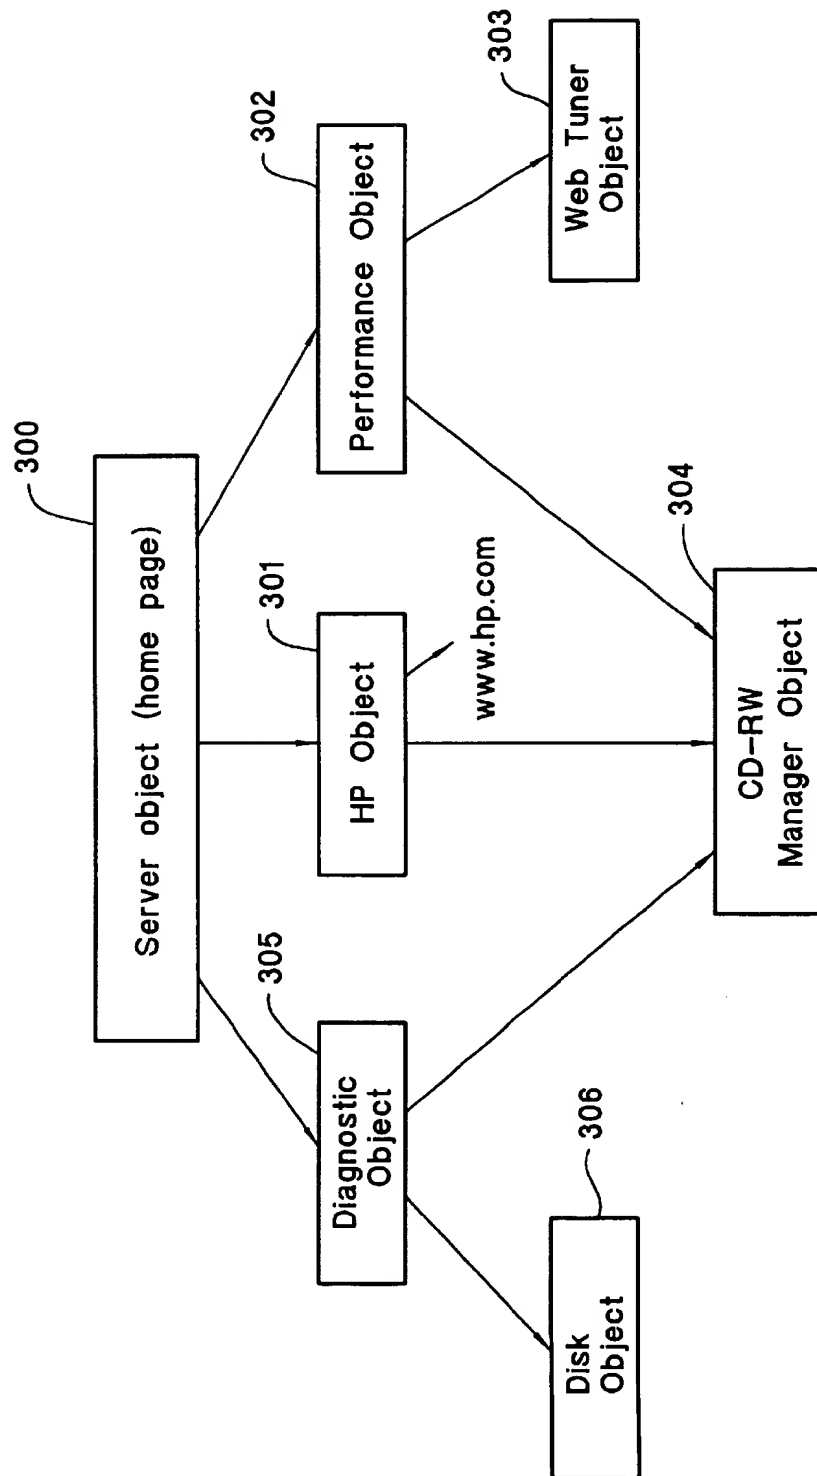 300
Server object (home page)
305
Diagnostic
Object
301
HP Object
www.hp.com
302
Performance Object
306
Disk
Object
304
CD-RW
Manager Object
303
Web Tuner
Object